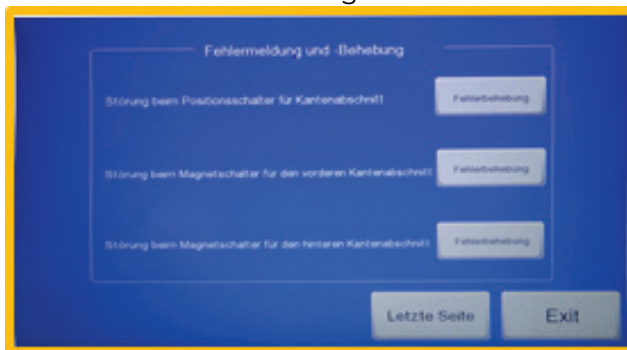 Fehlermeldung und -Behebung
Störung beim Positionsschalter für Kantenabschnitt
Fehlerbehebung
Störung beim Magnetschalter für den vorderen Kantenabschnitt
Fehlerbehebung
Störung beim Magnetschalter für den hinteren Kantenabschnitt
Fehlerbehebung
Letzte Seite
Exit